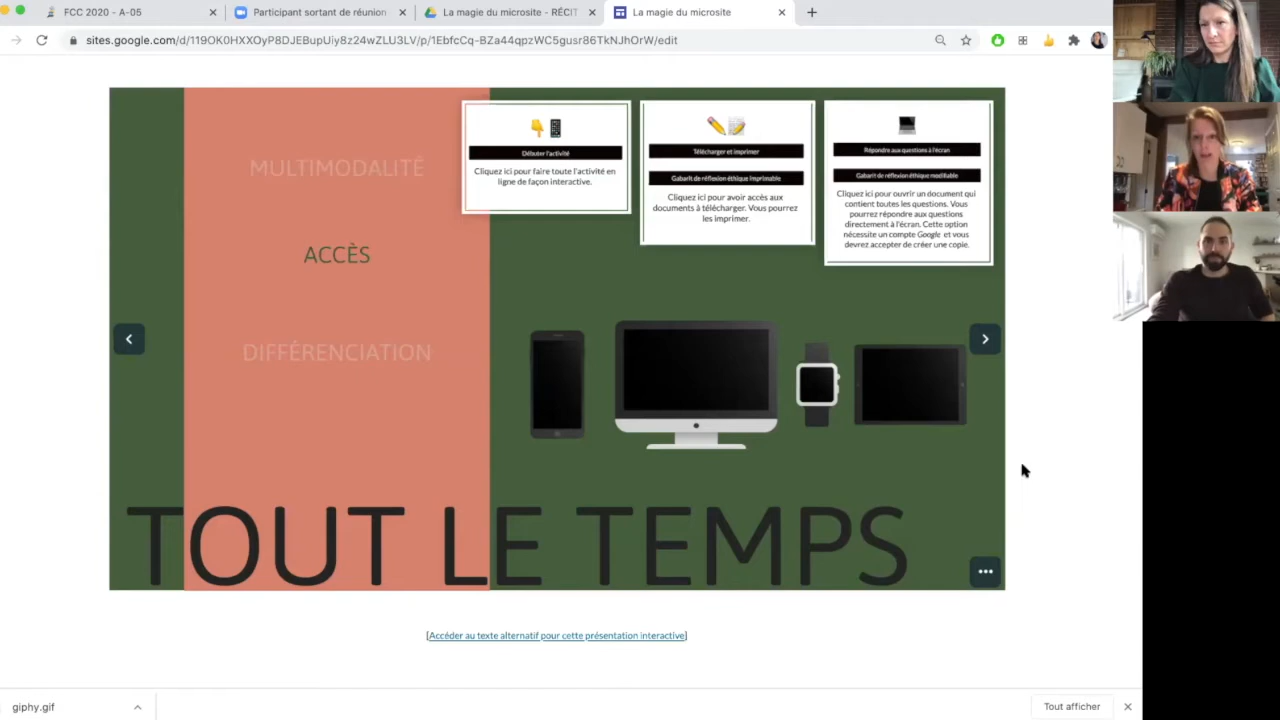 FCC 2020 - A-05
Participant sortant de réunion
La magie du microsite - RÉCIT
La magie du microsite
sites.google.com/d/119OK0HXXOyP8DJEBupUiy8z24wZLU3LV/p/1EbDcCq-BZa44qpzWC5gusr86TkNJhOrW/edit
MULTIMODALITÉ
ACCÈS
DIFFÉRENCIATION
Débuter l'activité
Cliquez ici pour faire toute l'activité en
ligne de façon interactive.
Télécharger et imprimer
Gabarit de réflexion éthique imprimable
Cliquez ici pour avoir accès aux
documents à télécharger. Vous pourrez
les imprimer.
Répondre aux questions à l'écran
Gabarit de réflexion éthique modifiable
Cliquez ici pour ouvrir un document qui
contient toutes les questions. Vous
pourrez répondre aux questions
directement à l'écran. Cette option
nécessite un compte Google et vous
devrez accepter de créer une copie.
TOUT LE TEMPS
[Accéder au texte alternatif pour cette présentation interactive]
giphy.gif
Tout afficher